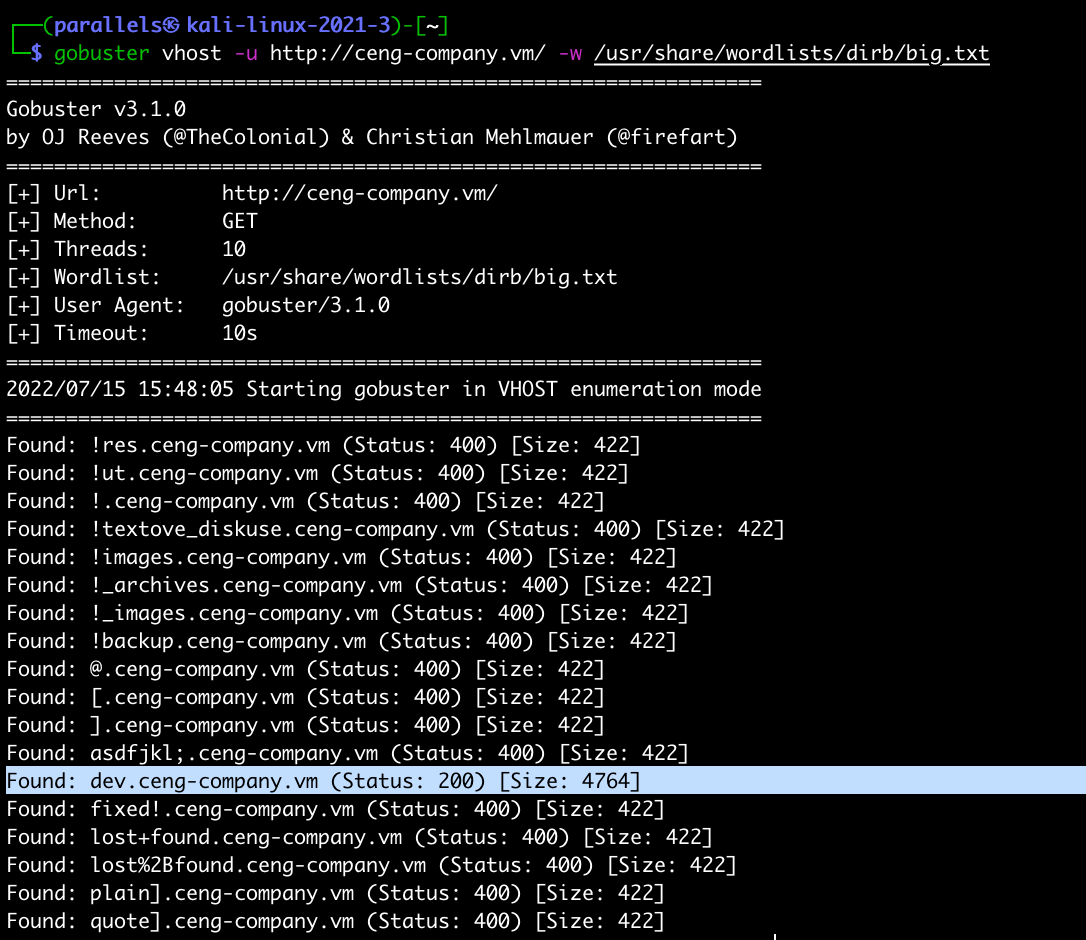 ┌──(parallels㉿kali-linux-2021-3)-[~]
└─$ gobuster vhost -u http://ceng-company.vm/ -w /usr/share/wordlists/dirb/big.txt
===============================================================
Gobuster v3.1.0
by OJ Reeves (@TheColonial) & Christian Mehlmauer (@firefart)
===============================================================
[+] Url:          http://ceng-company.vm/
[+] Method:       GET
[+] Threads:      10
[+] Wordlist:     /usr/share/wordlists/dirb/big.txt
[+] User Agent:   gobuster/3.1.0
[+] Timeout:      10s
===============================================================
2022/07/15 15:48:05 Starting gobuster in VHOST enumeration mode
===============================================================
Found: !res.ceng-company.vm (Status: 400) [Size: 422]
Found: !ut.ceng-company.vm (Status: 400) [Size: 422]
Found: !.ceng-company.vm (Status: 400) [Size: 422]
Found: !textove_diskuse.ceng-company.vm (Status: 400) [Size: 422]
Found: !images.ceng-company.vm (Status: 400) [Size: 422]
Found: !_archives.ceng-company.vm (Status: 400) [Size: 422]
Found: !_images.ceng-company.vm (Status: 400) [Size: 422]
Found: !backup.ceng-company.vm (Status: 400) [Size: 422]
Found: @.ceng-company.vm (Status: 400) [Size: 422]
Found: [.ceng-company.vm (Status: 400) [Size: 422]
Found: ].ceng-company.vm (Status: 400) [Size: 422]
Found: asdfjkl;.ceng-company.vm (Status: 400) [Size: 422]
Found: dev.ceng-company.vm (Status: 200) [Size: 4764]
Found: fixed!.ceng-company.vm (Status: 400) [Size: 422]
Found: lost+found.ceng-company.vm (Status: 400) [Size: 422]
Found: lost%2Bfound.ceng-company.vm (Status: 400) [Size: 422]
Found: plain].ceng-company.vm (Status: 400) [Size: 422]
Found: quote].ceng-company.vm (Status: 400) [Size: 422]